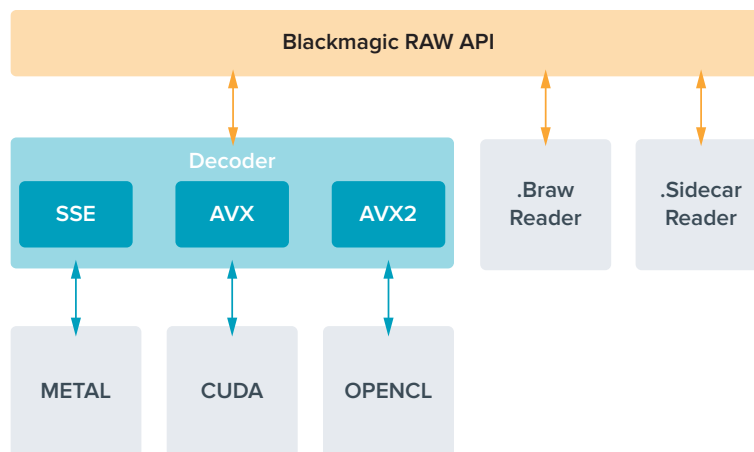 Blackmagic RAW API
Decoder
SSE
AVX
AVX2
.Braw
Reader
.Sidecar
Reader
METAL
CUDA
OPENCL